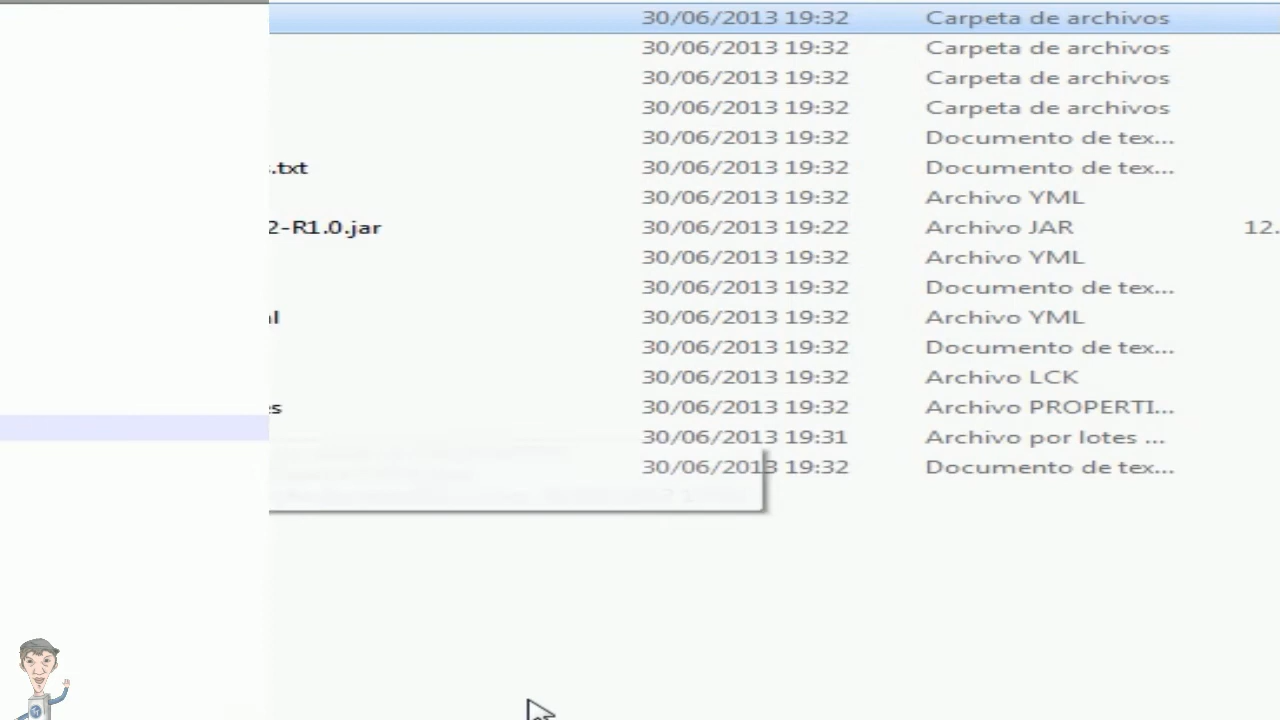 30/06/2013 19:32 Carpeta de archivos
30/06/2013 19:32 Carpeta de archivos
30/06/2013 19:32 Carpeta de archivos
30/06/2013 19:32 Carpeta de archivos
30/06/2013 19:32 Documento de tex...
.txt 30/06/2013 19:32 Documento de tex...
30/06/2013 19:32 Archivo YML
2-R1.0.jar 30/06/2013 19:22 Archivo JAR 12.
30/06/2013 19:32 Archivo YML
30/06/2013 19:32 Documento de tex...
l 30/06/2013 19:32 Archivo YML
30/06/2013 19:32 Documento de tex...
30/06/2013 19:32 Archivo LCK
s 30/06/2013 19:32 Archivo PROPERTI...
30/06/2013 19:31 Archivo por lotes ...
30/06/2013 19:32 Documento de tex...